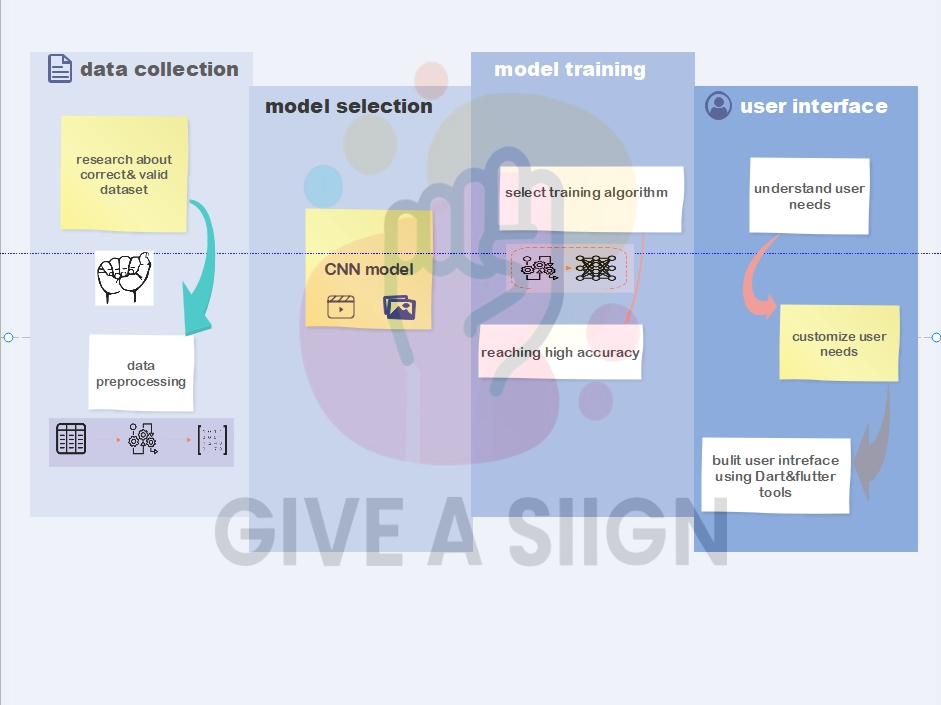 data collection
research about
correct& valid
dataset
data
preprocessing
model selection
CNN model
model training
select training algorithm
reaching high accuracy
user interface
understand user
needs
customize user
needs
bulit user intreface
using Dart&flutter
tools
GIVE A SIIGN